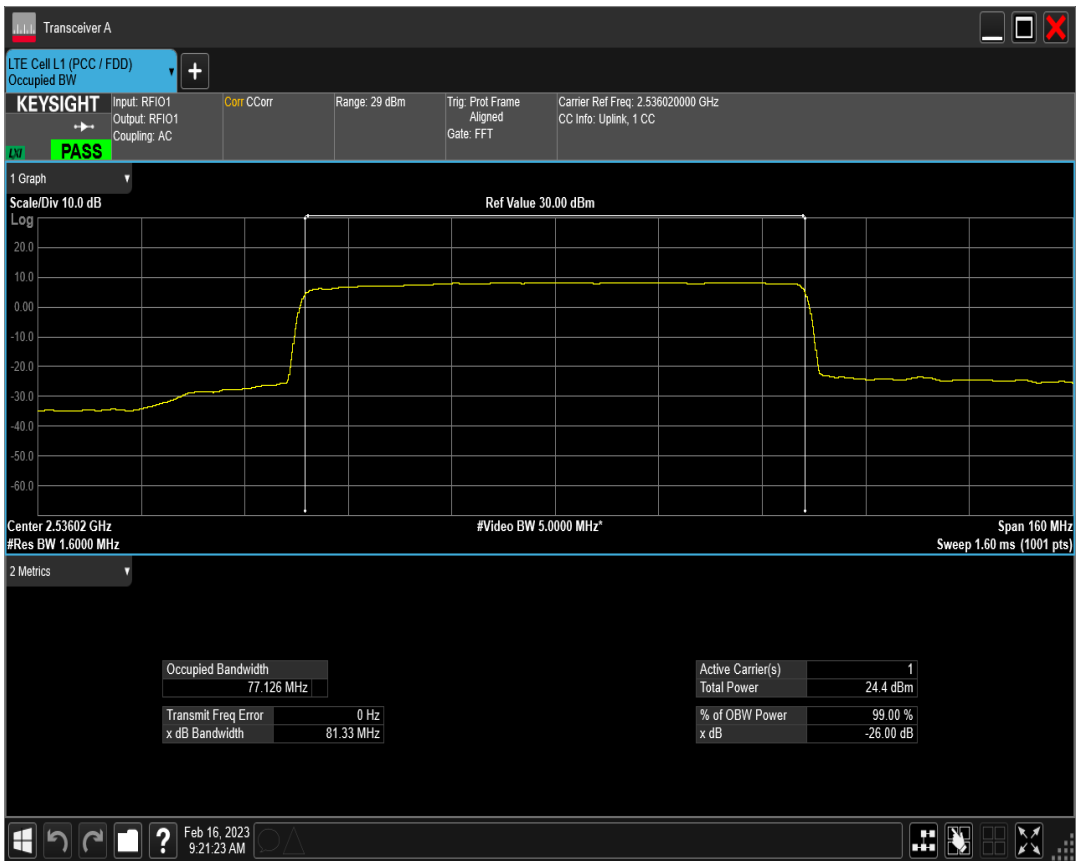 Transceiver A
LTE Cell L1 (PCC / FDD)
Occupied BW
+
KEYSIGHT
LXI
PASS
Input: RFIO1
Output: RFIO1
Coupling: AC
Corr CCorr
Range: 29 dBm
Trig: Prot Frame
Aligned
Gate: FFT
Carrier Ref Freq: 2.536020000 GHz
CC Info: Uplink, 1 CC
1 Graph
Scale/Div 10.0 dB
Ref Value 30.00 dBm
Log
20.0
10.0
0.00
-10.0
-20.0
-30.0
-40.0
-50.0
-60.0
Center 2.53602 GHz
#Video BW 5.0000 MHz*
Span 160 MHz
#Res BW 1.6000 MHz
Sweep 1.60 ms (1001 pts)
2 Metrics
Occupied Bandwidth
77.126 MHz
Transmit Freq Error 0 Hz
x dB Bandwidth 81.33 MHz
Active Carrier(s) 1
Total Power 24.4 dBm
% of OBW Power 99.00 %
x dB -26.00 dB
?
Feb 16, 2023
9:21:23 AM